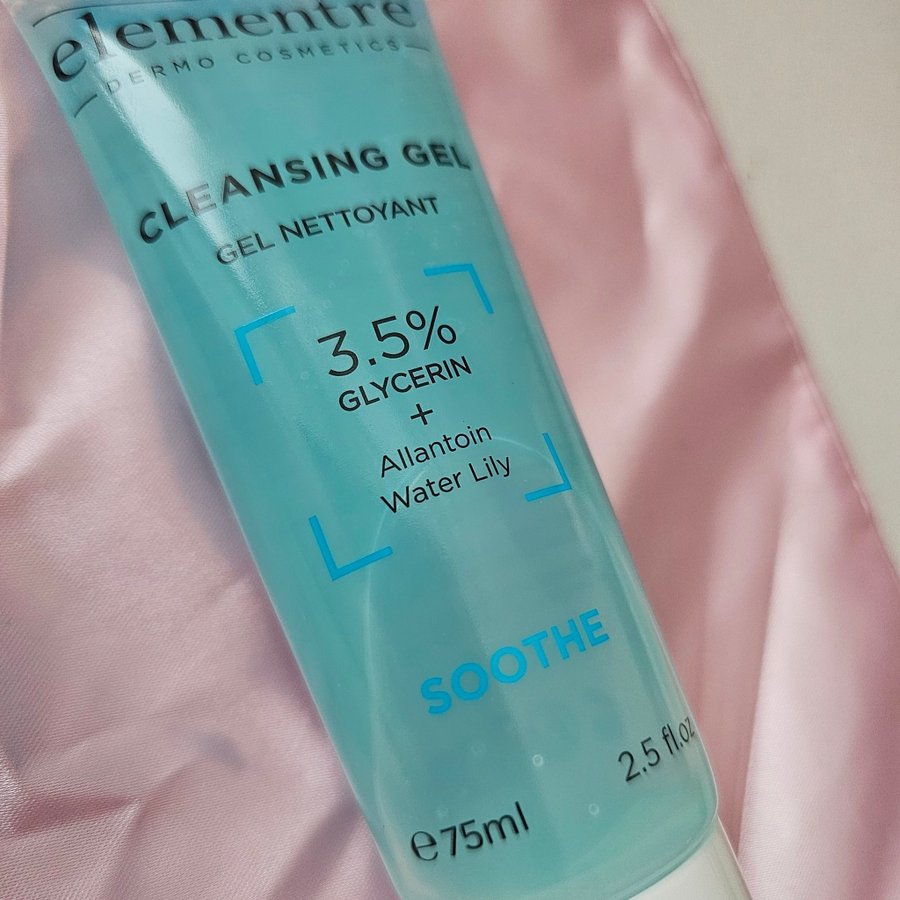 elementre
DERMO COSMETICS
CLEANSING GEL
GEL NETTOYANT
3.5%
GLYCERIN
+
Allantoin
Water Lily
SOOTHE
2.5 fl.oz
℮75ml